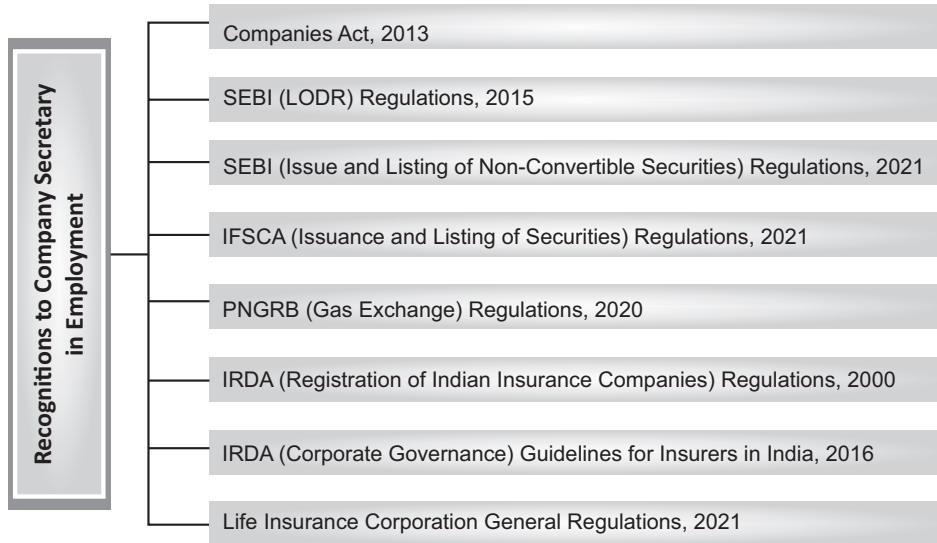 Recognitions to Company Secretary
in Employment
Companies Act, 2013
SEBI (LODR) Regulations, 2015
SEBI (Issue and Listing of Non-Convertible Securities) Regulations, 2021
IFSCA (Issuance and Listing of Securities) Regulations, 2021
PNGRB (Gas Exchange) Regulations, 2020
IRDA (Registration of Indian Insurance Companies) Regulations, 2000
IRDA (Corporate Governance) Guidelines for Insurers in India, 2016
Life Insurance Corporation General Regulations, 2021